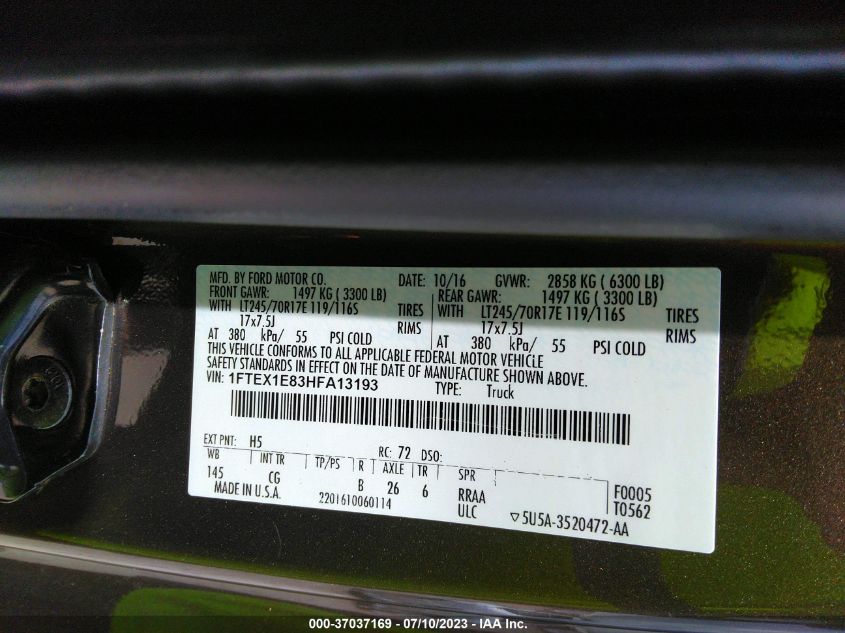 MFD. BY FORD MOTOR CO. DATE: 10/16 GVWR: 2858 KG ( 6300 LB)
FRONT GAWR: 1497 KG ( 3300 LB) REAR GAWR: 1497 KG ( 3300 LB)
WITH LT245/70R17E 119/116S TIRES WITH LT245/70R17E 119/116S TIRES
17x7.5J RIMS 17x7.5J RIMS
AT 380 kPa/ 55 PSI COLD AT 380 kPa/ 55 PSI COLD
THIS VEHICLE CONFORMS TO ALL APPLICABLE FEDERAL MOTOR VEHICLE
SAFETY STANDARDS IN EFFECT ON THE DATE OF MANUFACTURE SHOWN ABOVE.
VIN: 1FTEX1E83HFA13193 TYPE: Truck
EXT PNT: H5 RC: 72 DSO:
WB INT TR TP/PS R AXLE TR SPR
145 CG B 26 6 RRAA F0005
MADE IN U.S.A. 2201610060114 ULC T0562
▽5U5A-3520472-AA
000-37037169 - 07/10/2023 - IAA Inc.